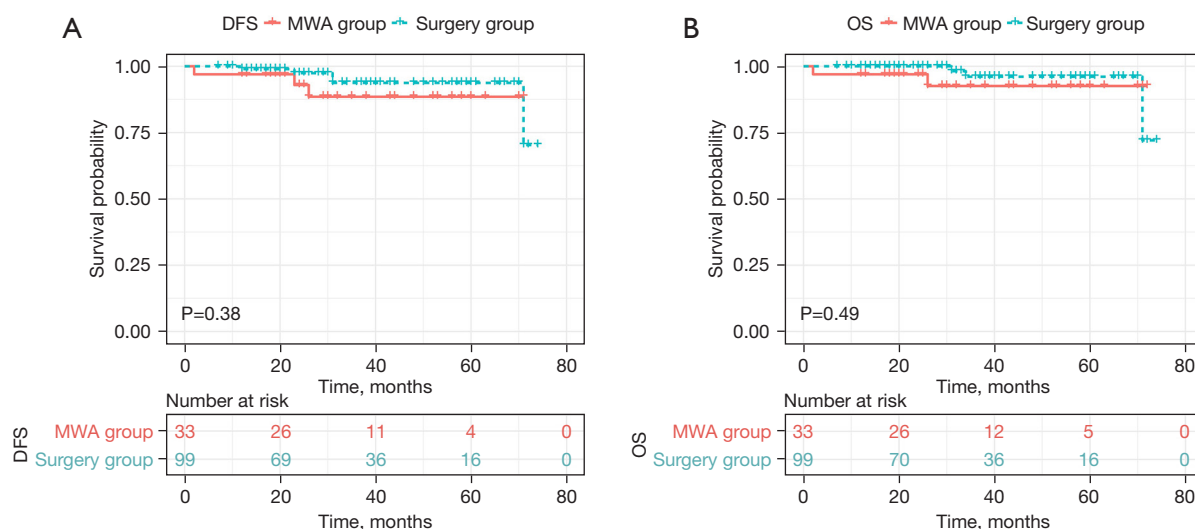 A
DFS MWA group Surgery group
1.00
0.75
0.50
0.25
0.00
Survival probability
P=0.38
0 20 40 60 80
Time, months
Number at risk
DFS
MWA group 33 26 11 4 0
Surgery group 99 69 36 16 0
0 20 40 60 80
Time, months
B
OS MWA group Surgery group
1.00
0.75
0.50
0.25
0.00
Survival probability
P=0.49
0 20 40 60 80
Time, months
Number at risk
OS
MWA group 33 26 12 5 0
Surgery group 99 70 36 16 0
0 20 40 60 80
Time, months